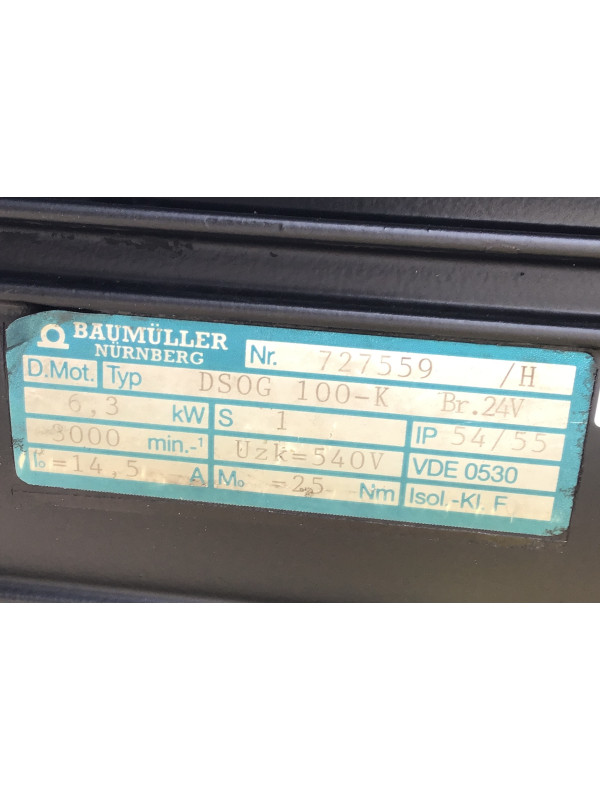 BAUMÜLLER
NÜRNBERG
Nr. 727559 /H
D.Mot. Typ DSOG 100-K Br.24V
6,3 kW S 1 IP 54/55
3000 min.-¹ Uzk=540V VDE 0530
I₀ =14,5 A M₀ =25 Nm Isol.-Kl. F